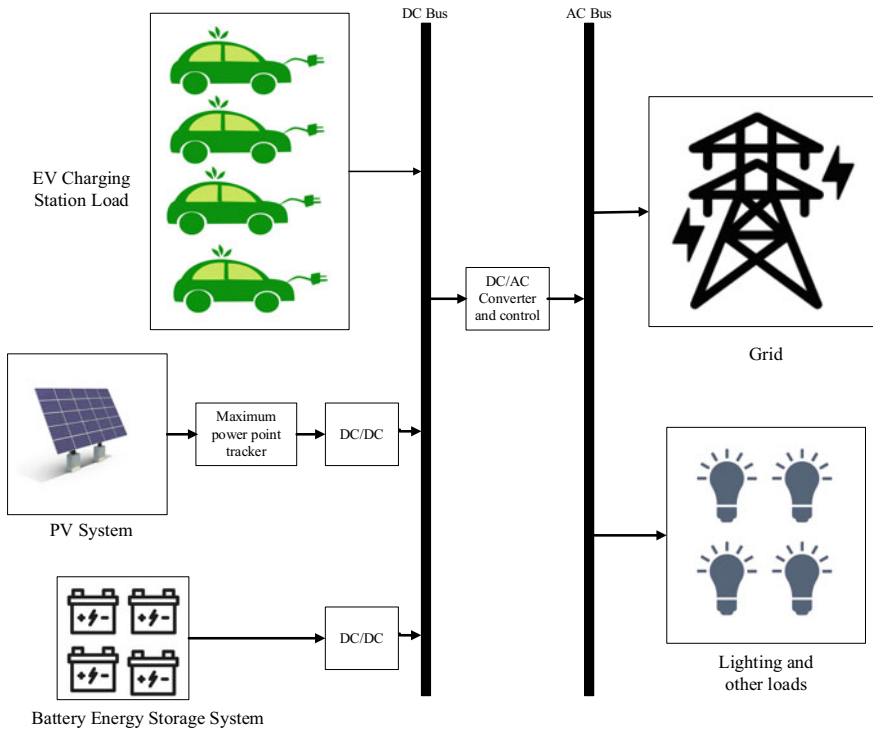 DC Bus
AC Bus
EV Charging
Station Load
DC/AC
Converter
and control
Grid
Maximum
power point
tracker
DC/DC
PV System
DC/DC
Battery Energy Storage System
Lighting and
other loads